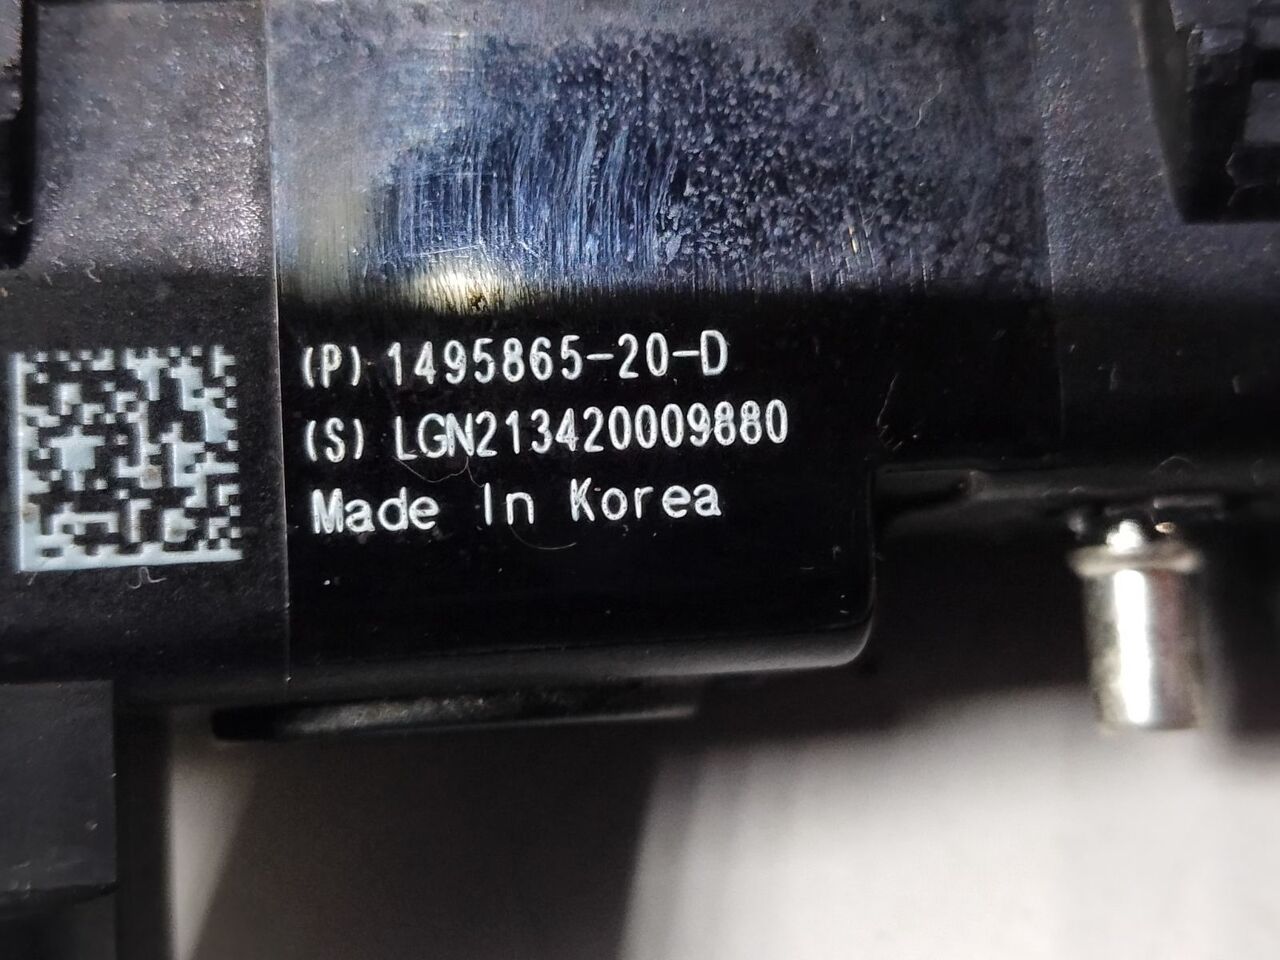 (P) 1495865-20-D
(S) LGN213420009880
Made In Korea